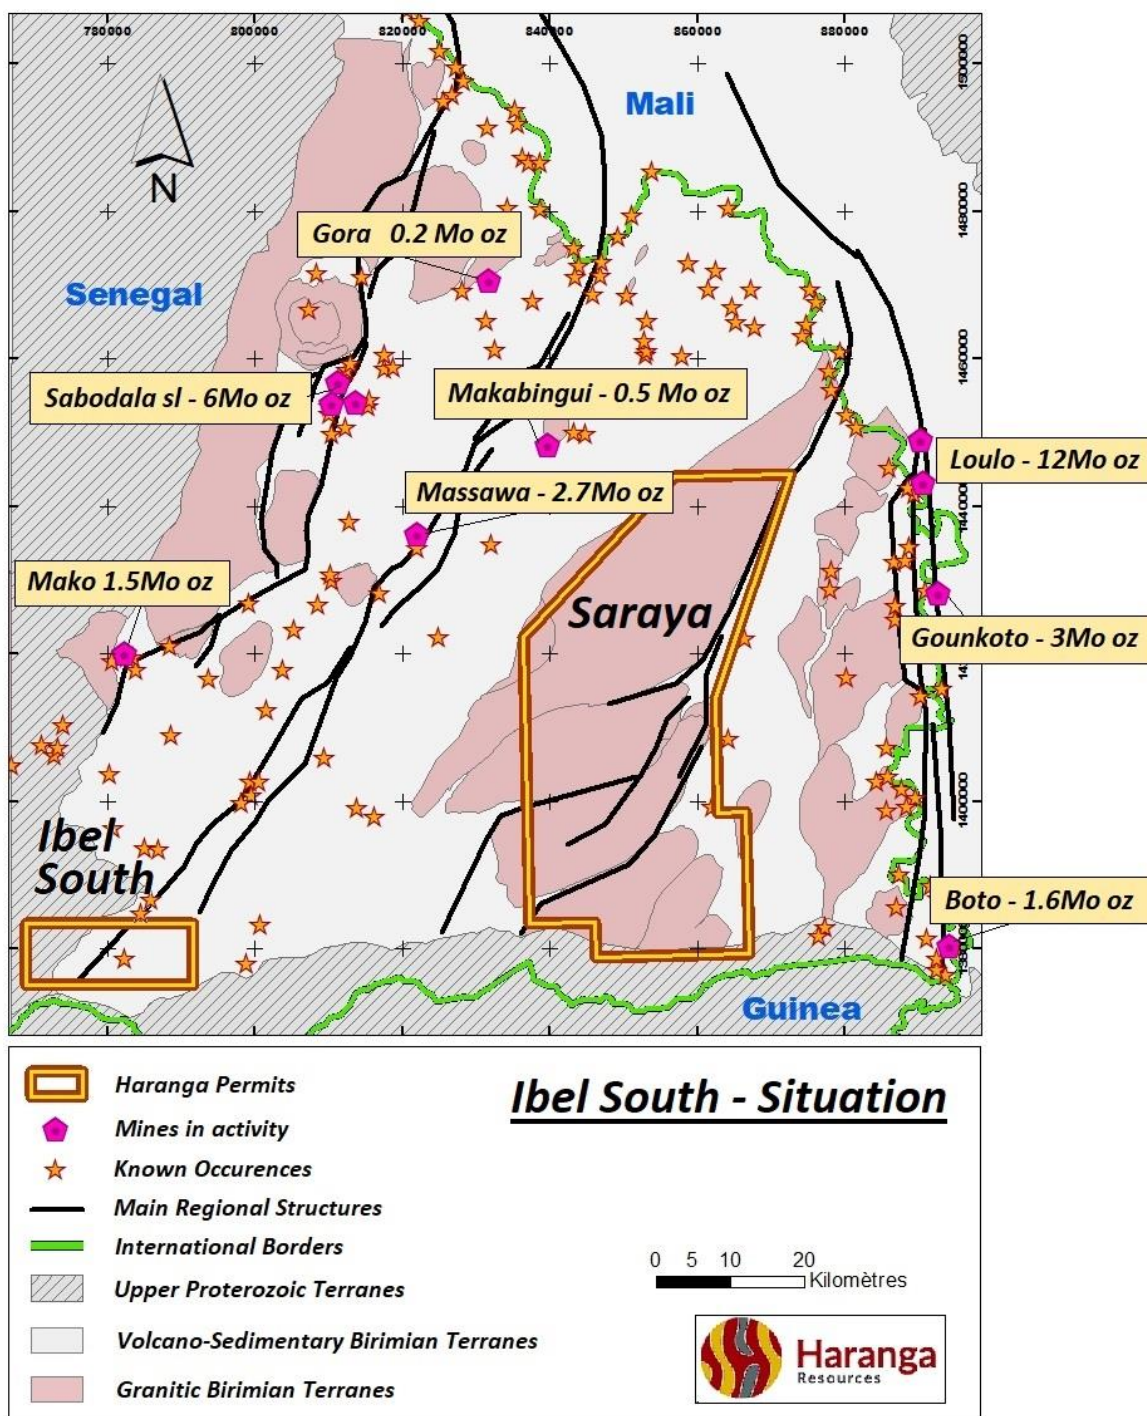 780000 800000 820000 840000 860000 880000
1500000
Mali
N
1480000
Gora 0.2 Mo oz
Senegal
1460000
Sabodala sl - 6Mo oz
Makabingui - 0.5 Mo oz
Loulo - 12Mo oz
Massawa - 2.7Mo oz
Mako 1.5Mo oz
Saraya
Gounkoto - 3Mo oz
1400000
Ibel
South
Boto - 1.6Mo oz
Guinea
Haranga Permits
Ibel South - Situation
Mines in activity
Known Occurences
Main Regional Structures
International Borders
0 5 10 20
Kilomètres
Upper Proterozoic Terranes
Volcano-Sedimentary Birimian Terranes
Granitic Birimian Terranes
Haranga
Resources